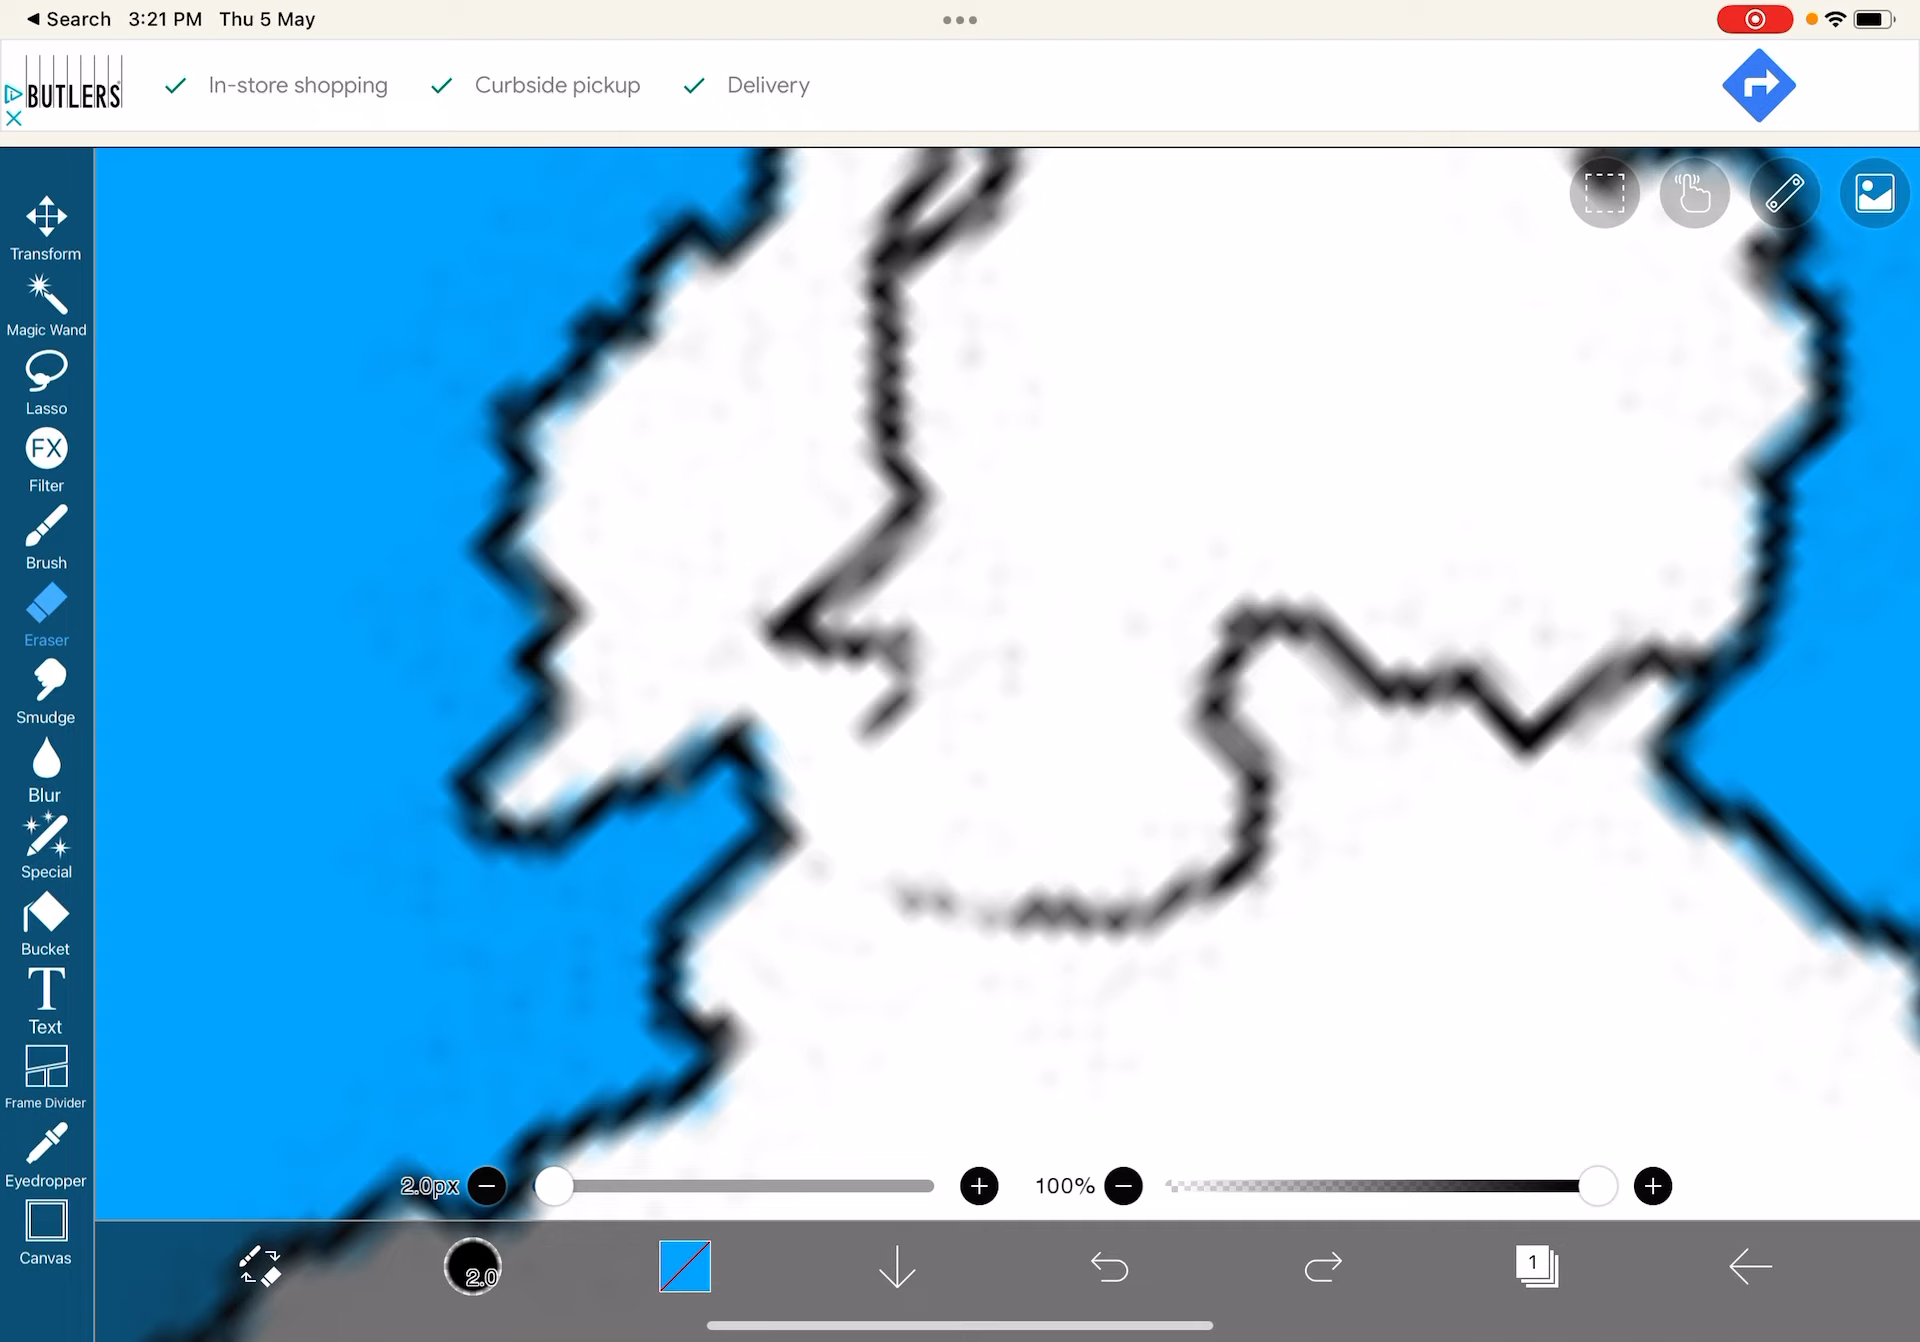 ◀ Search 3:21 PM Thu 5 May
BUTLERS
In-store shopping
Curbside pickup
Delivery
Transform
Magic Wand
Lasso
FX
Filter
Brush
Eraser
Smudge
Blur
Special
Bucket
T
Text
Frame Divider
Eyedropper
Canvas
2.0px
100%
2.0
1